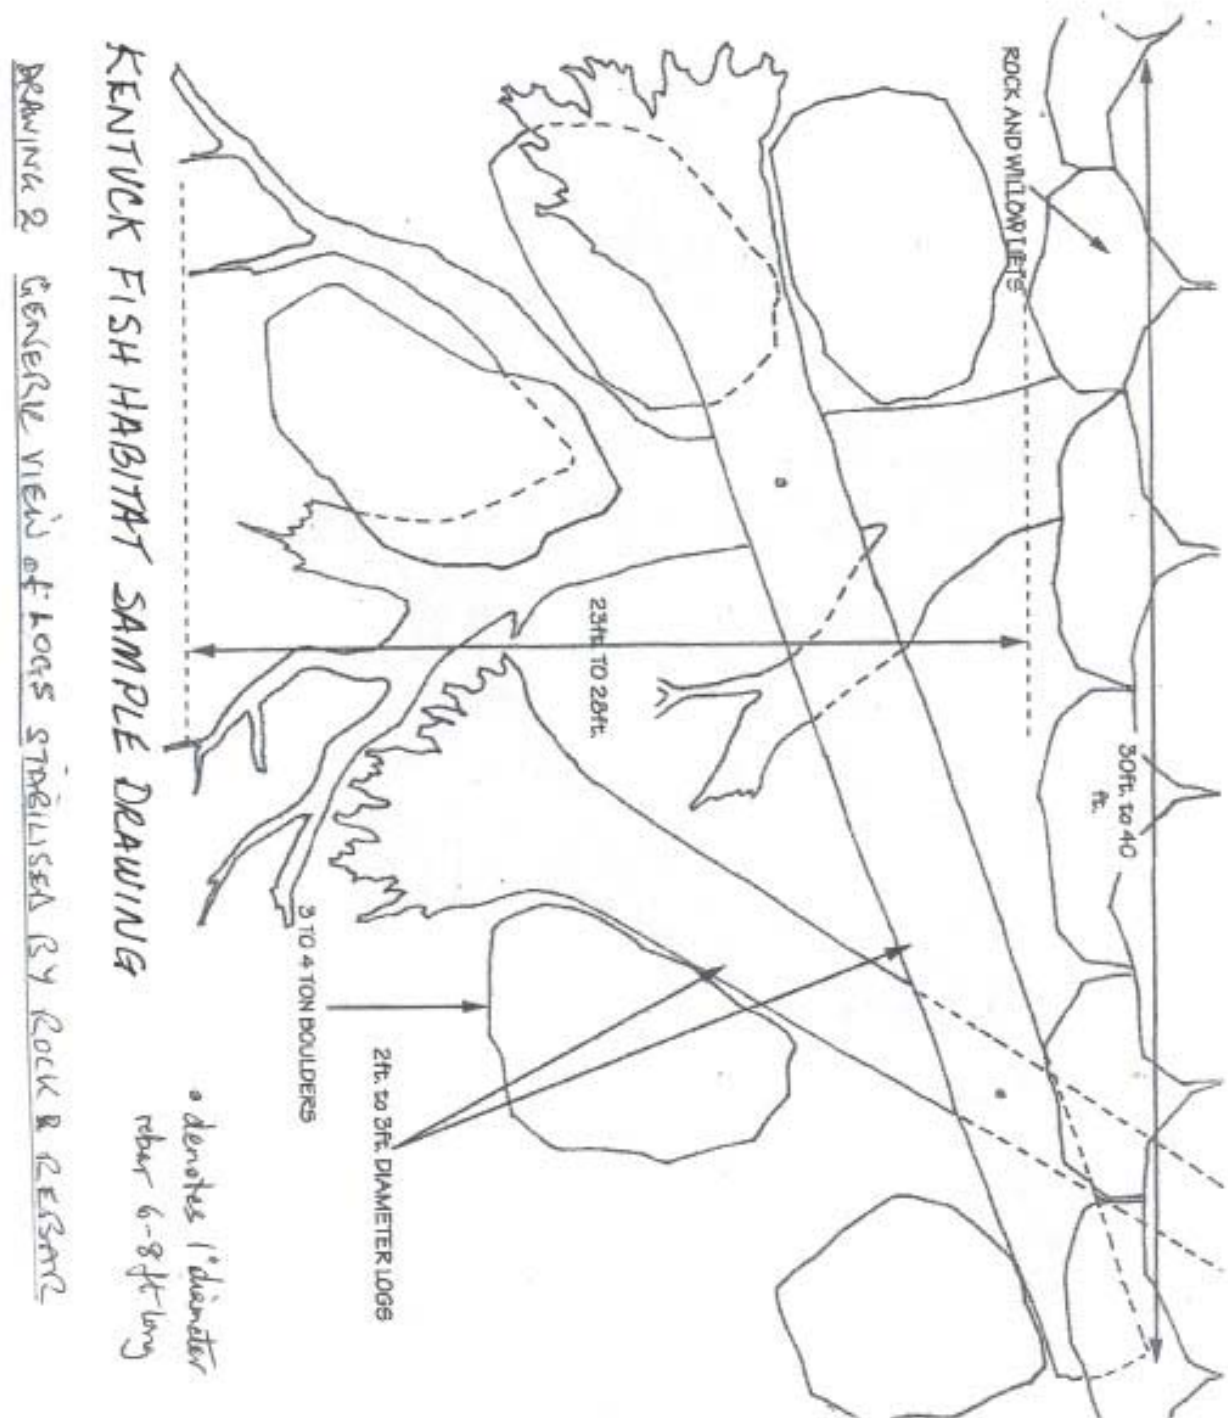 30ft. to 40
ft.
ROCK AND WILLOW LIFTS
23ft. TO 28ft.
2ft. to 3ft. DIAMETER LOGS
3 TO 4 TON BOULDERS
° denotes 1" diameter
rebar 6-8 ft long
KENTUCK FISH HABITAT SAMPLE DRAWING
DRAWING 2 GENERIC VIEW of LOGS STABILISED BY ROCK & REBAR